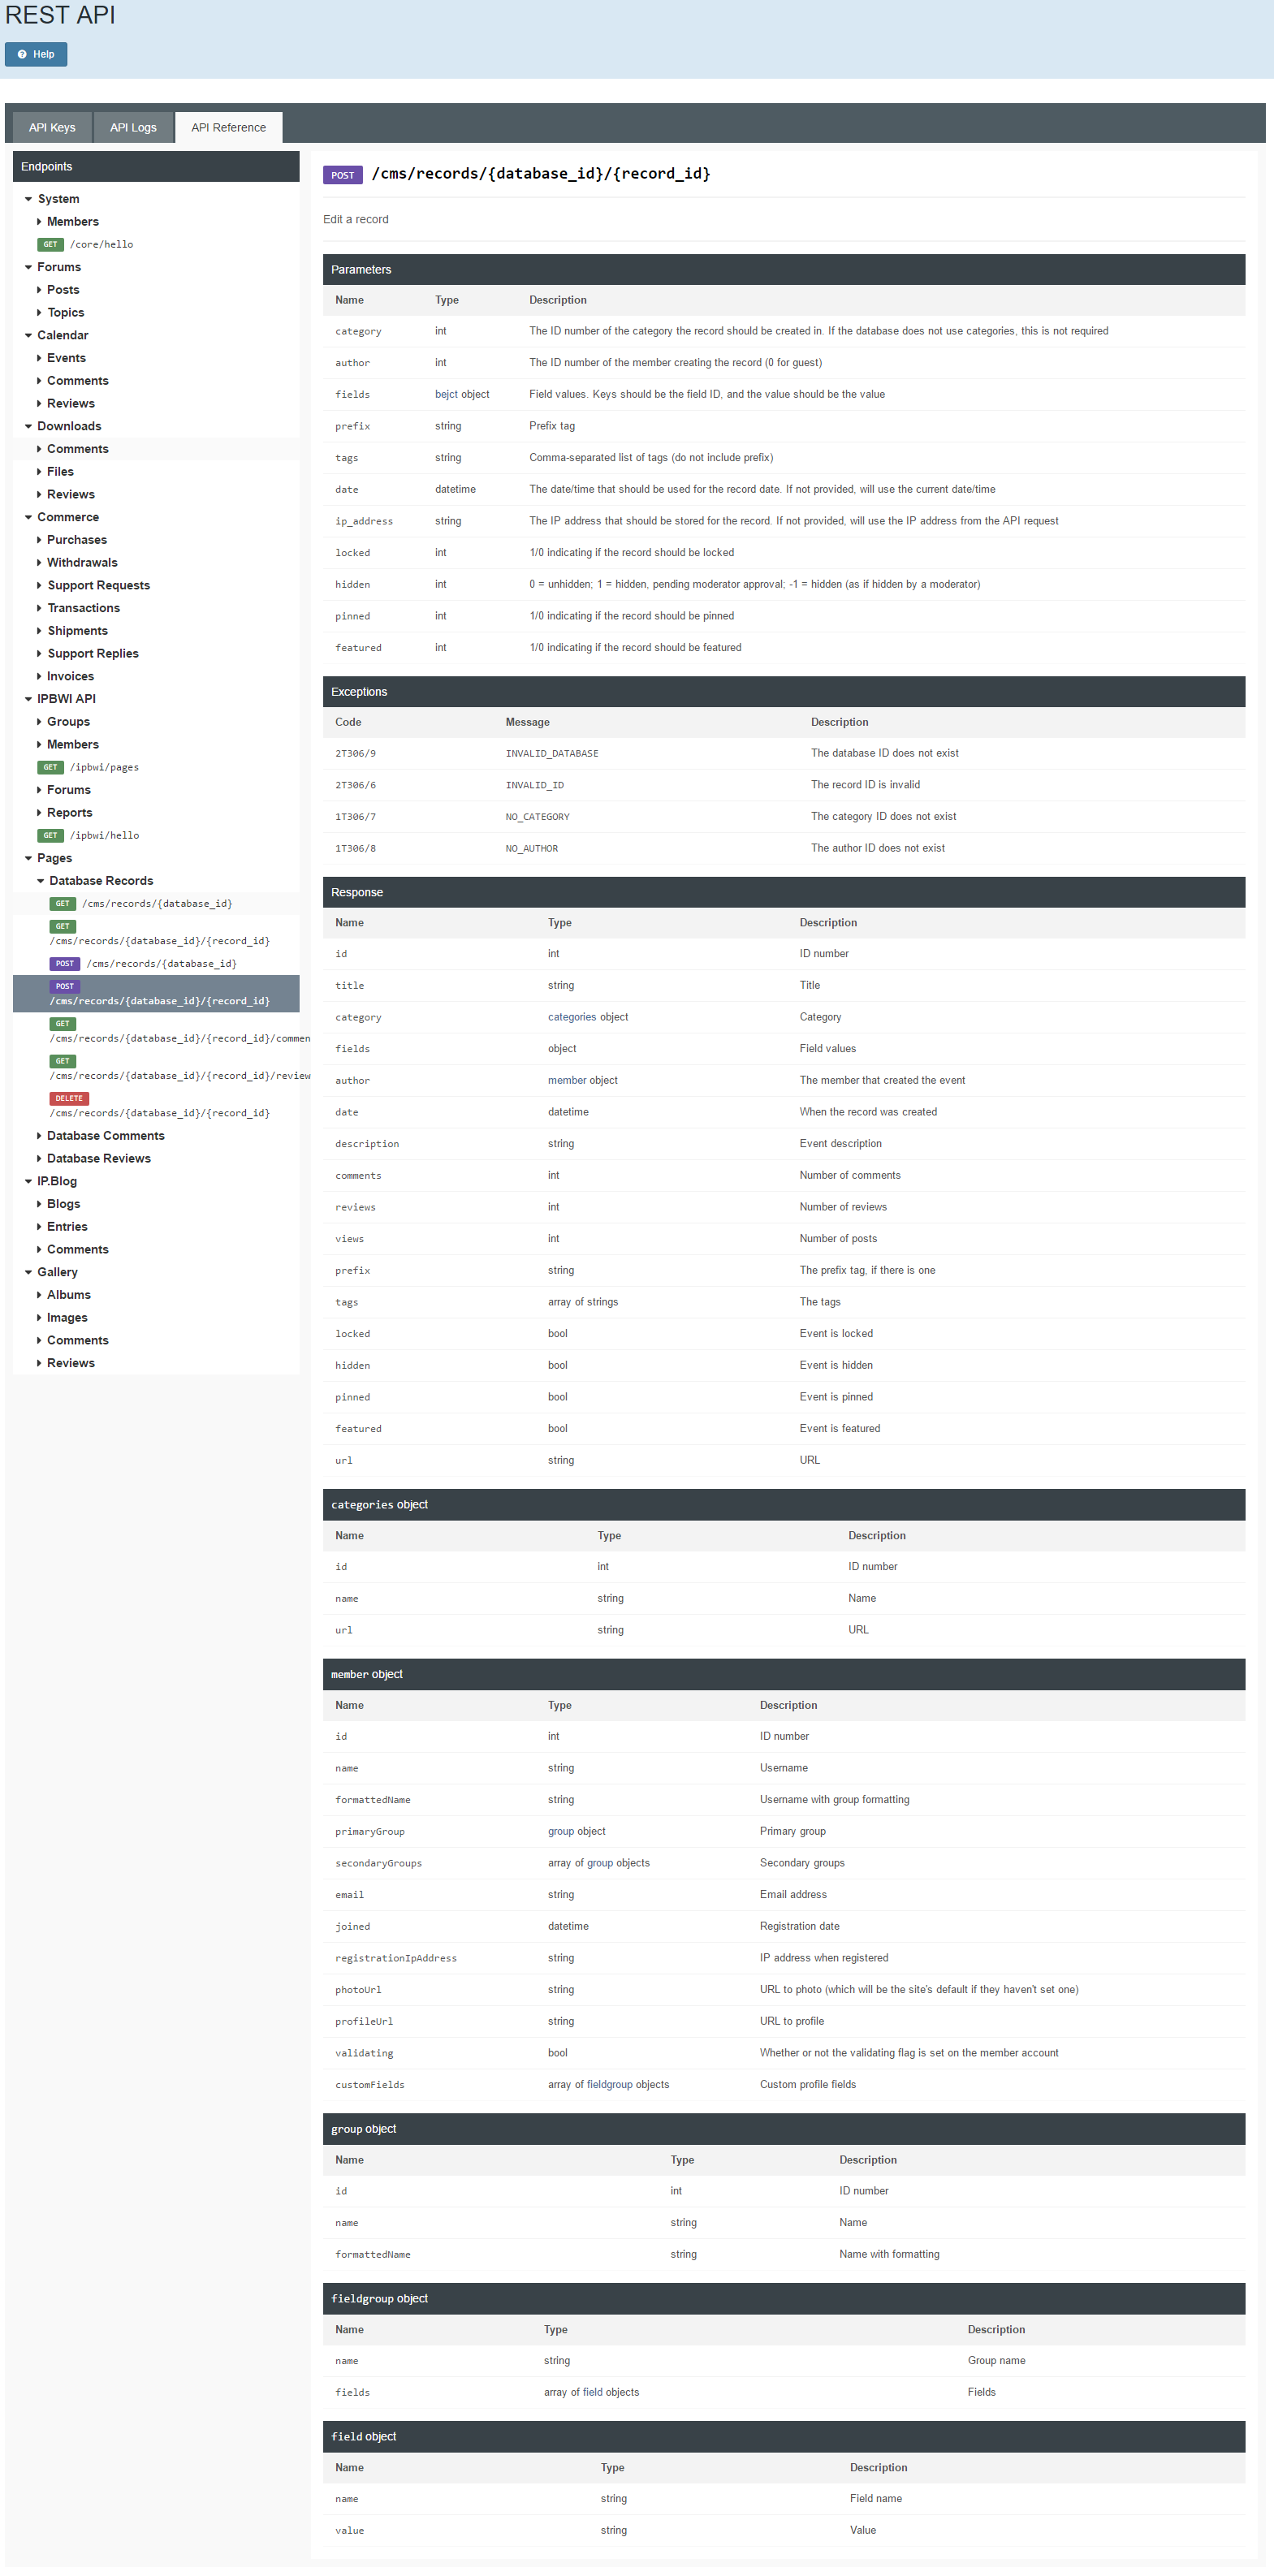 REST API
Help
API Keys API Logs API Reference
Endpoints
System
Members
GET /core/hello
Forums
Posts
Topics
Calendar
Events
Comments
Reviews
Downloads
Comments
Files
Reviews
Commerce
Purchases
Withdrawals
Support Requests
Transactions
Shipments
Support Replies
Invoices
IPBWI API
Groups
Members
GET /ipbwi/pages
Forums
Reports
GET /ipbwi/hello
Pages
Database Records
GET /cms/records/{database_id}
GET
/cms/records/{database_id}/{record_id}
POST /cms/records/{database_id}
POST
/cms/records/{database_id}/{record_id}
GET
/cms/records/{database_id}/{record_id}/commen
GET
/cms/records/{database_id}/{record_id}/review
DELETE
/cms/records/{database_id}/{record_id}
Database Comments
Database Reviews
IP.Blog
Blogs
Entries
Comments
Gallery
Albums
Images
Comments
Reviews
POST /cms/records/{database_id}/{record_id}
Edit a record
Parameters
Name Type Description
category int The ID number of the category the record should be created in. If the database does not use categories, this is not required
author int The ID number of the member creating the record (0 for guest)
fields bejct object Field values. Keys should be the field ID, and the value should be the value
prefix string Prefix tag
tags string Comma-separated list of tags (do not include prefix)
date datetime The date/time that should be used for the record date. If not provided, will use the current date/time
ip_address string The IP address that should be stored for the record. If not provided, will use the IP address from the API request
locked int 1/0 indicating if the record should be locked
hidden int 0 = unhidden; 1 = hidden, pending moderator approval; -1 = hidden (as if hidden by a moderator)
pinned int 1/0 indicating if the record should be pinned
featured int 1/0 indicating if the record should be featured
Exceptions
Code Message Description
2T306/9 INVALID_DATABASE The database ID does not exist
2T306/6 INVALID_ID The record ID is invalid
1T306/7 NO_CATEGORY The category ID does not exist
1T306/8 NO_AUTHOR The author ID does not exist
Response
Name Type Description
id int ID number
title string Title
category categories object Category
fields object Field values
author member object The member that created the event
date datetime When the record was created
description string Event description
comments int Number of comments
reviews int Number of reviews
views int Number of posts
prefix string The prefix tag, if there is one
tags array of strings The tags
locked bool Event is locked
hidden bool Event is hidden
pinned bool Event is pinned
featured bool Event is featured
url string URL
categories object
Name Type Description
id int ID number
name string Name
url string URL
member object
Name Type Description
id int ID number
name string Username
formattedName string Username with group formatting
primaryGroup group object Primary group
secondaryGroups array of group objects Secondary groups
email string Email address
joined datetime Registration date
registrationIpAddress string IP address when registered
photoUrl string URL to photo (which will be the site's default if they haven't set one)
profileUrl string URL to profile
validating bool Whether or not the validating flag is set on the member account
customFields array of fieldgroup objects Custom profile fields
group object
Name Type Description
id int ID number
name string Name
formattedName string Name with formatting
fieldgroup object
Name Type Description
name string Group name
fields array of field objects Fields
field object
Name Type Description
name string Field name
value string Value